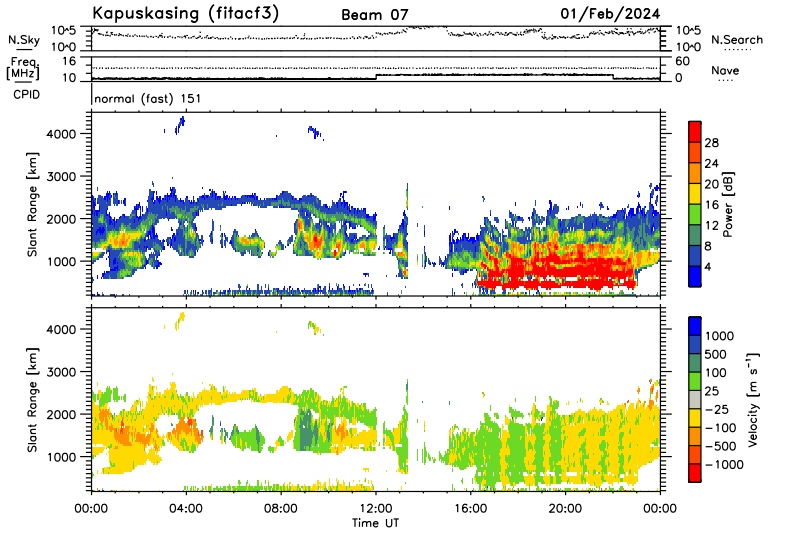 Kapuskasing (fitacf3) Beam 07 01/Feb/2024
N.Sky
10^5
10^0
10^5
10^0
N.Search
Freq.
[MHz]
16
10
60
0
Nave
CPID
normal (fast) 151
Slant Range [km]
4000
3000
2000
1000
28
24
20
16
12
8
4
Power [dB]
Slant Range [km]
4000
3000
2000
1000
1000
500
100
25
−25
−100
−500
−1000
Velocity [m s⁻¹]
00:00 04:00 08:00 12:00 16:00 20:00 00:00
Time UT